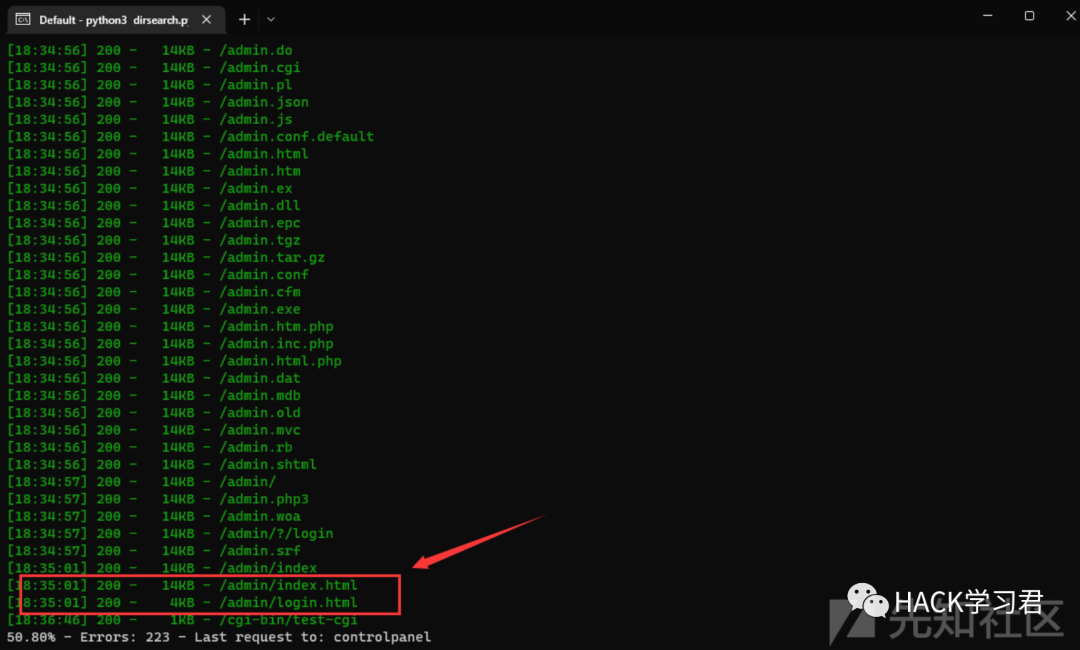 Default - python3 dirsearch.p
[18:34:56] 200 -   14KB - /admin.do
[18:34:56] 200 -   14KB - /admin.cgi
[18:34:56] 200 -   14KB - /admin.pl
[18:34:56] 200 -   14KB - /admin.json
[18:34:56] 200 -   14KB - /admin.js
[18:34:56] 200 -   14KB - /admin.conf.default
[18:34:56] 200 -   14KB - /admin.html
[18:34:56] 200 -   14KB - /admin.htm
[18:34:56] 200 -   14KB - /admin.ex
[18:34:56] 200 -   14KB - /admin.dll
[18:34:56] 200 -   14KB - /admin.epc
[18:34:56] 200 -   14KB - /admin.tgz
[18:34:56] 200 -   14KB - /admin.tar.gz
[18:34:56] 200 -   14KB - /admin.conf
[18:34:56] 200 -   14KB - /admin.cfm
[18:34:56] 200 -   14KB - /admin.exe
[18:34:56] 200 -   14KB - /admin.htm.php
[18:34:56] 200 -   14KB - /admin.inc.php
[18:34:56] 200 -   14KB - /admin.html.php
[18:34:56] 200 -   14KB - /admin.dat
[18:34:56] 200 -   14KB - /admin.mdb
[18:34:56] 200 -   14KB - /admin.old
[18:34:56] 200 -   14KB - /admin.mvc
[18:34:56] 200 -   14KB - /admin.rb
[18:34:56] 200 -   14KB - /admin.shtml
[18:34:57] 200 -   14KB - /admin/
[18:34:57] 200 -   14KB - /admin.php3
[18:34:57] 200 -   14KB - /admin.woa
[18:34:57] 200 -   14KB - /admin/?/login
[18:34:57] 200 -   14KB - /admin.srf
[18:35:01] 200 -   14KB - /admin/index
[18:35:01] 200 -   14KB - /admin/index.html
[18:35:01] 200 -    4KB - /admin/login.html
[18:36:46] 200 -    1KB - /cgi-bin/test-cgi
50.80% - Errors: 223 - Last request to: controlpanel
HACK学习君
先知社区